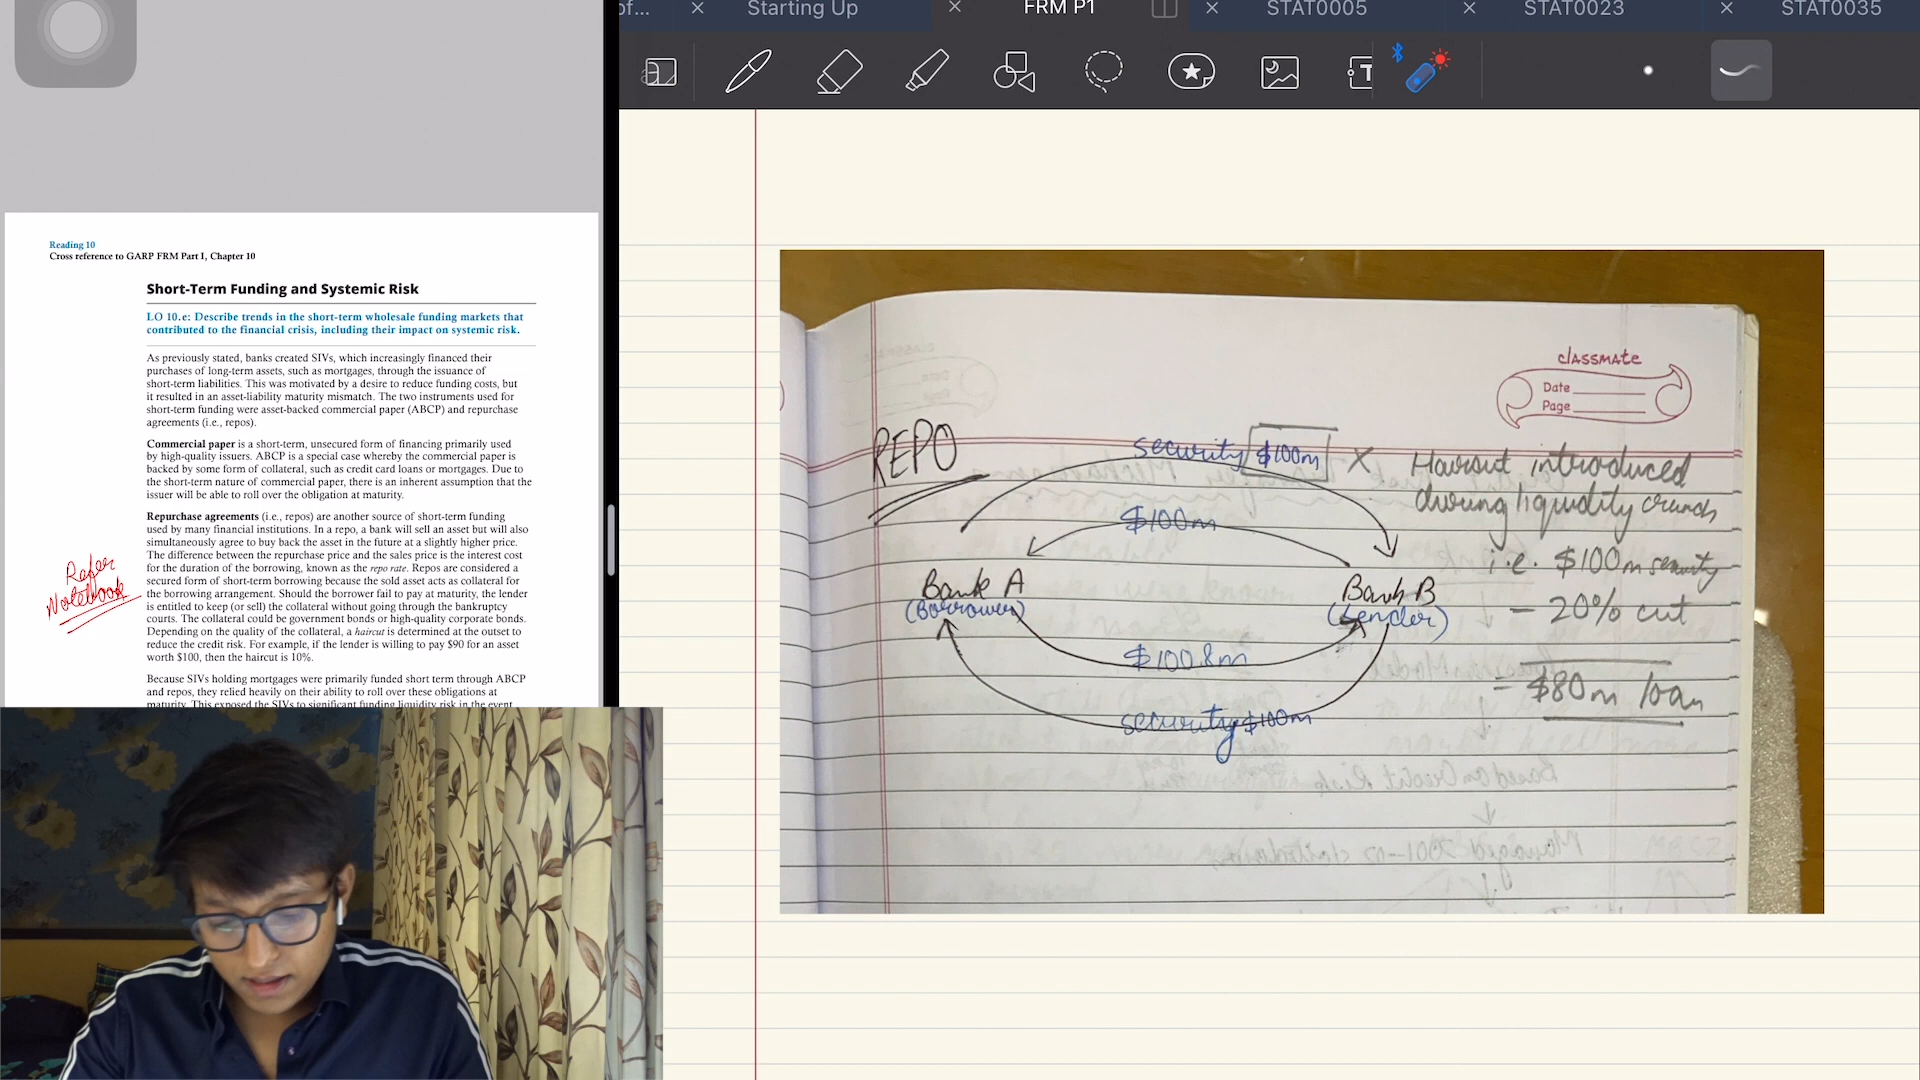 of...
Starting Up
FRM P1
STAT0005
STAT0023
STAT0035
Reading 10
Cross reference to GARP FRM Part I, Chapter 10
Short-Term Funding and Systemic Risk
LO 10.e: Describe trends in the short-term wholesale funding markets that
contributed to the financial crisis, including their impact on systemic risk.
As previously stated, banks created SIVs, which increasingly financed their
purchases of long-term assets, such as mortgages, through the issuance of
short-term liabilities. This was motivated by a desire to reduce funding costs, but
it resulted in an asset-liability maturity mismatch. The two instruments used for
short-term funding were asset-backed commercial paper (ABCP) and repurchase
agreements (i.e., repos).
Commercial paper is a short-term, unsecured form of financing primarily used
by high-quality issuers. ABCP is a special case whereby the commercial paper is
backed by some form of collateral, such as credit card loans or mortgages. Due to
the short-term nature of commercial paper, there is an inherent assumption that the
issuer will be able to roll over the obligation at maturity.
Repurchase agreements (i.e., repos) are another source of short-term funding
used by many financial institutions. In a repo, a bank will sell an asset but will also
simultaneously agree to buy back the asset in the future at a slightly higher price.
The difference between the repurchase price and the sales price is the interest cost
for the duration of the borrowing, known as the repo rate. Repos are considered a
secured form of short-term borrowing because the sold asset acts as collateral for
the borrowing arrangement. Should the borrower fail to pay at maturity, the lender
is entitled to keep (or sell) the collateral without going through the bankruptcy
courts. The collateral could be government bonds or high-quality corporate bonds.
Depending on the quality of the collateral, a haircut is determined at the outset to
reduce the credit risk. For example, if the lender is willing to pay $90 for an asset
worth $100, then the haircut is 10%.
Because SIVs holding mortgages were primarily funded short term through ABCP
and repos, they relied heavily on their ability to roll over these obligations at
maturity. This exposed the SIVs to significant funding liquidity risk in the event
Refer
Notebook
classmate
Date
Page
REPO
security $100m X
$100m
Bank A
(Borrower)
Bank B
(Lender)
$100.8m
security $100m
Haircut introduced
during liquidity crunch
i.e. $100m security
- 20% cut
= $80m loan